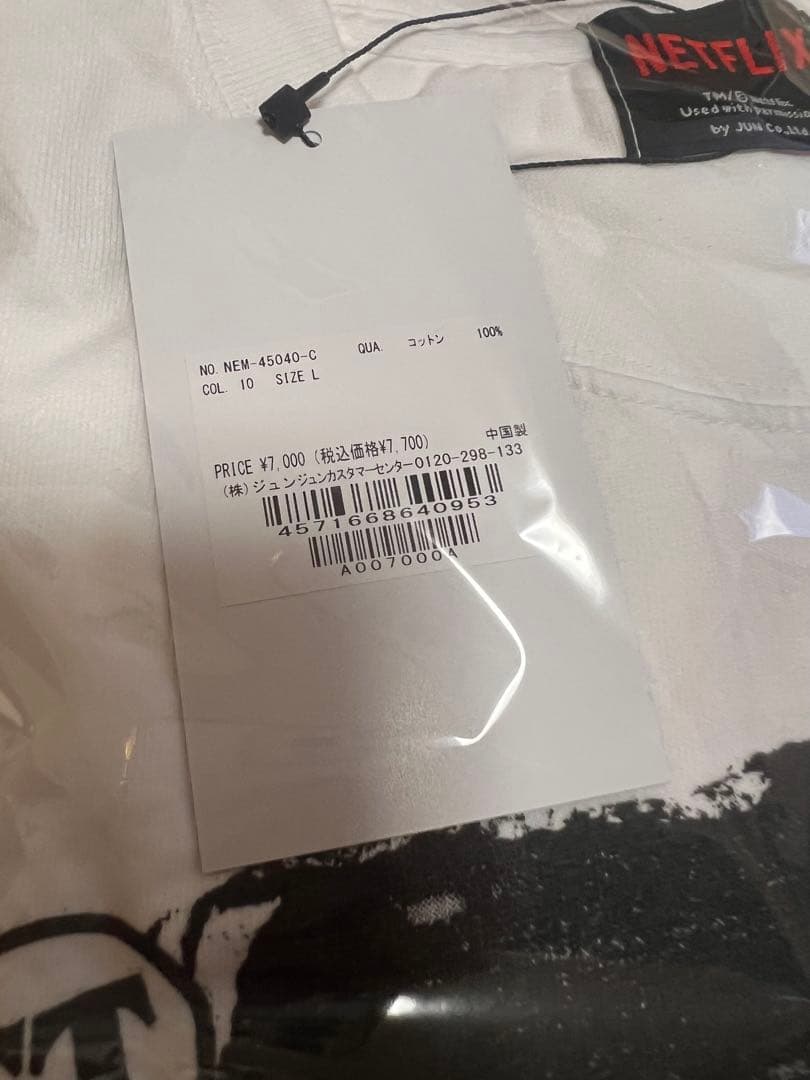 NETFLIX
TM/©
Used with permission
by JUN Co.,Ltd
NO. NEM-45040-C QUA. コットン 100%
COL. 10 SIZE L
中国製
PRICE ¥7,000 (税込価格¥7,700)
(株)ジュンジュンカスタマーセンター0120-298-133
4571668640953
A007000A
T